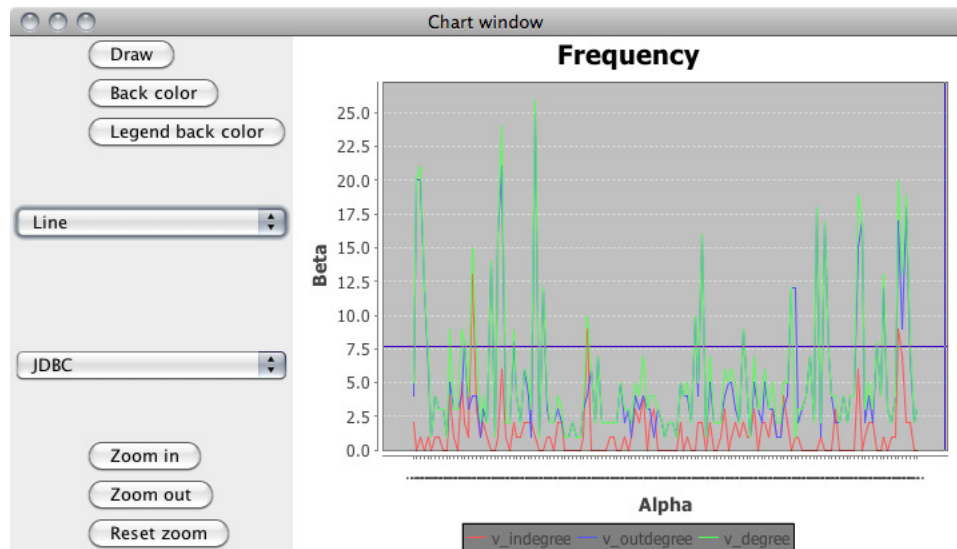 Chart window
Draw
Back color
Legend back color
Line
JDBC
Zoom in
Zoom out
Reset zoom
Frequency
Beta
25.0
22.5
20.0
17.5
15.0
12.5
10.0
7.5
5.0
2.5
0.0
Alpha
v_indegree v_outdegree v_degree